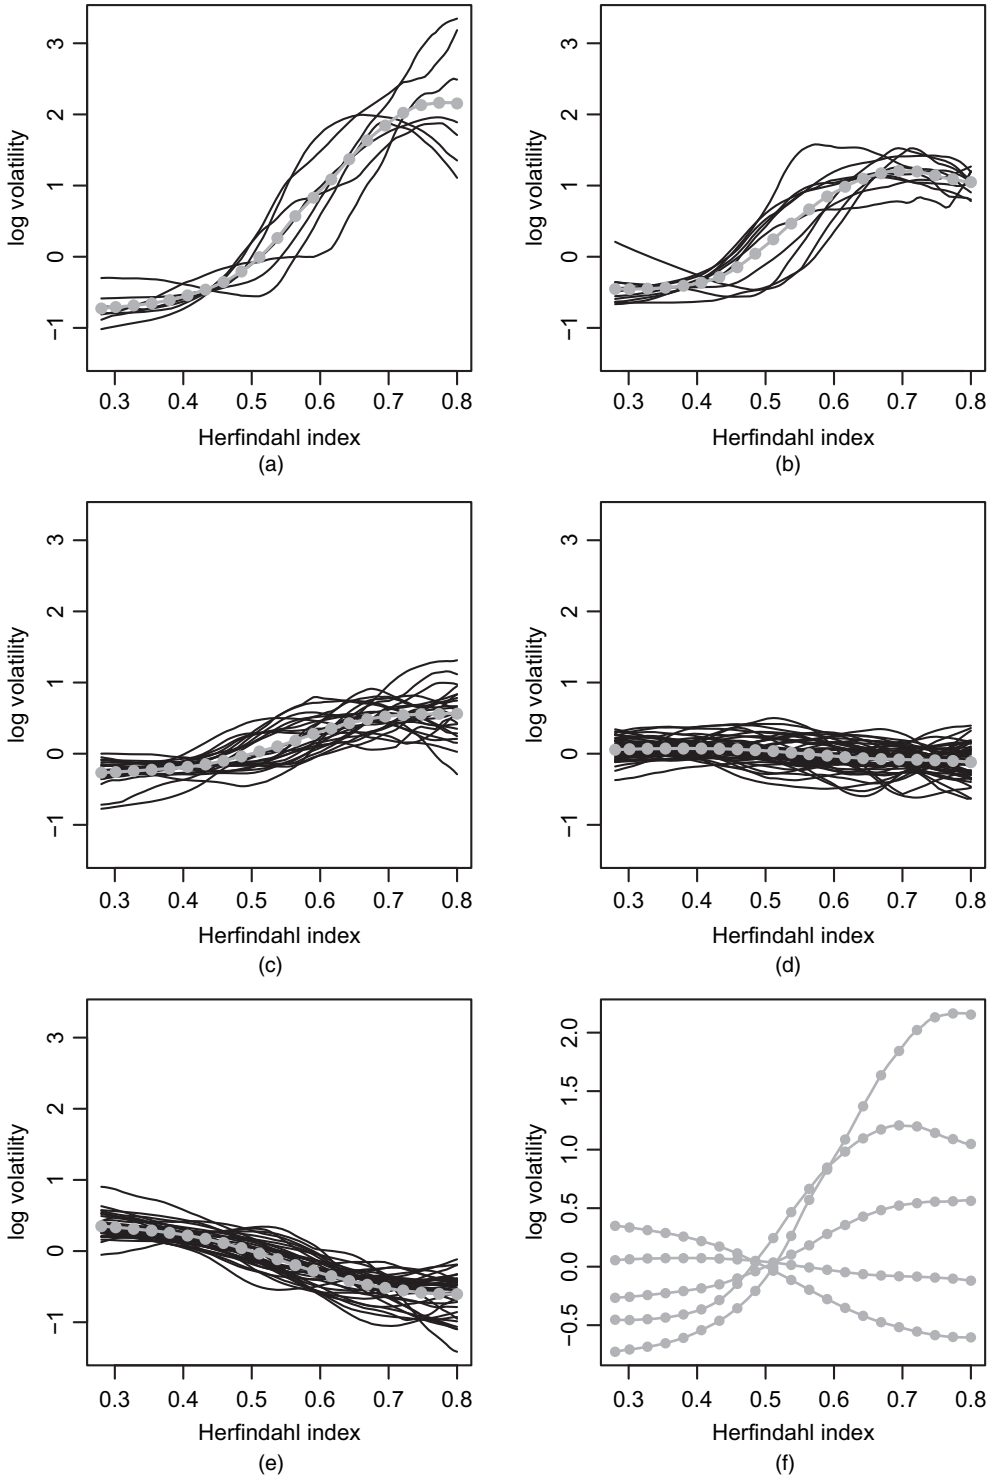 3
2
1
0
−1
log volatility
0.3 0.4 0.5 0.6 0.7 0.8
Herfindahl index
(a)
3
2
1
0
−1
log volatility
0.3 0.4 0.5 0.6 0.7 0.8
Herfindahl index
(b)
3
2
1
0
−1
log volatility
0.3 0.4 0.5 0.6 0.7 0.8
Herfindahl index
(c)
3
2
1
0
−1
log volatility
0.3 0.4 0.5 0.6 0.7 0.8
Herfindahl index
(d)
3
2
1
0
−1
log volatility
0.3 0.4 0.5 0.6 0.7 0.8
Herfindahl index
(e)
2.0
1.5
1.0
0.5
0.0
−0.5
log volatility
0.3 0.4 0.5 0.6 0.7 0.8
Herfindahl index
(f)